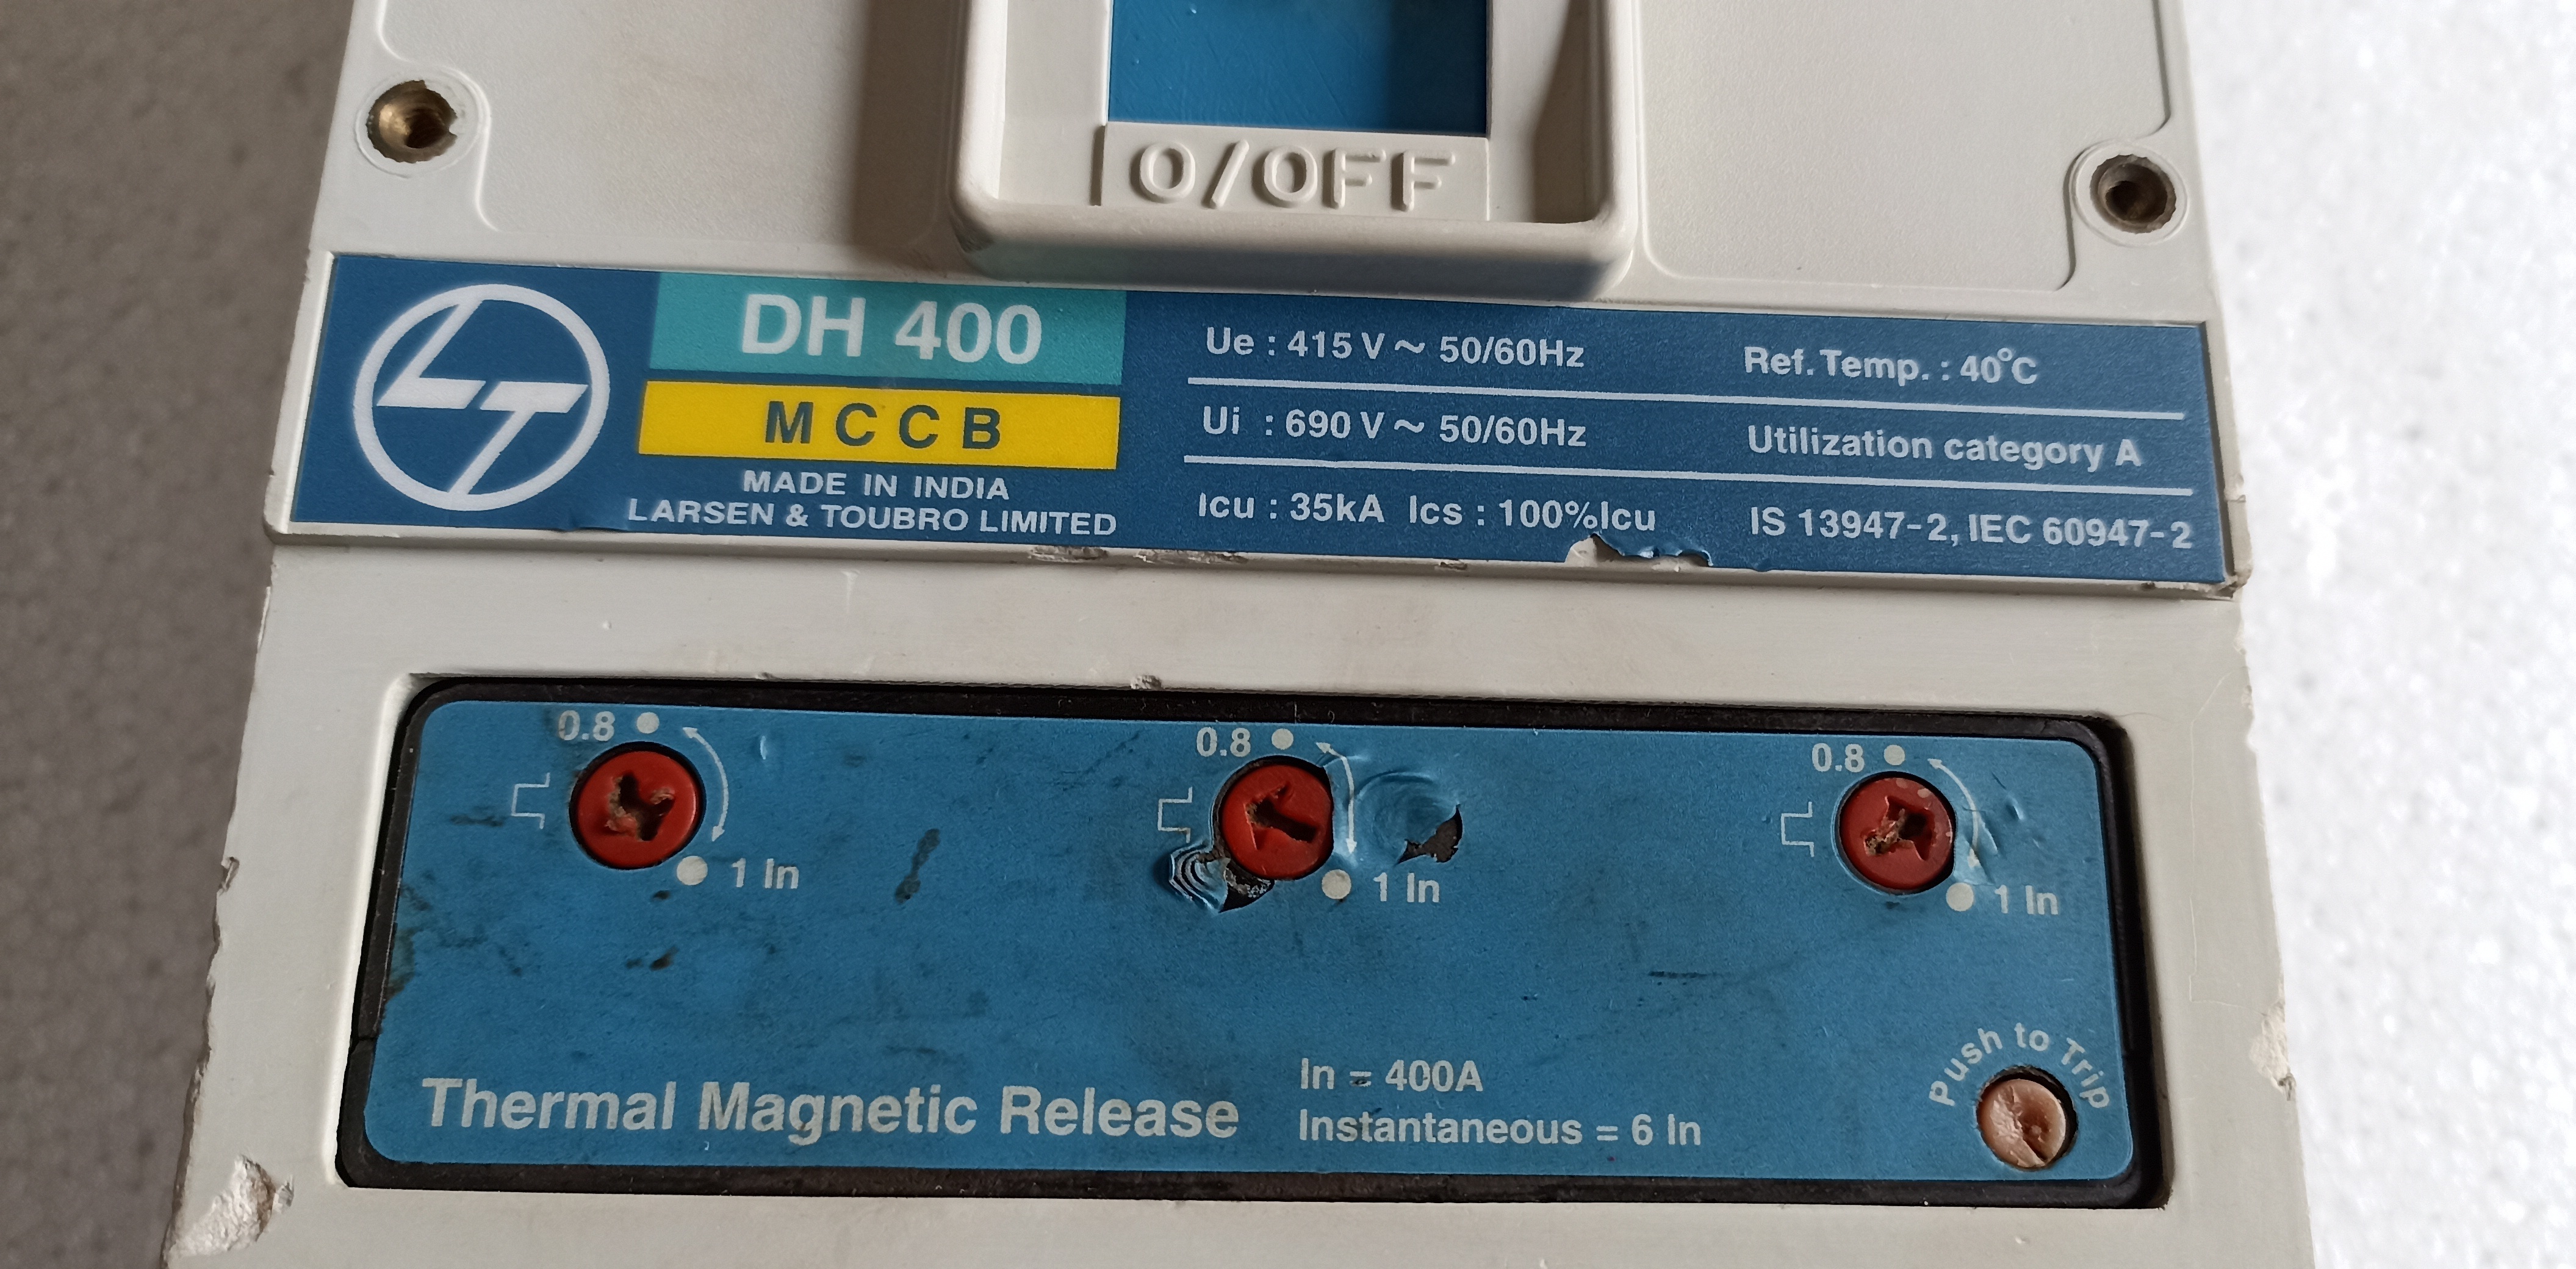 O/OFF
LT
DH 400
MCCB
MADE IN INDIA
LARSEN & TOUBRO LIMITED
Ue : 415 V ~ 50/60Hz
Ui : 690 V ~ 50/60Hz
Icu : 35kA Ics : 100%Icu
Ref. Temp. : 40°C
Utilization category A
IS 13947-2, IEC 60947-2
0.8
1 In
0.8
1 In
0.8
1 In
Thermal Magnetic Release
In = 400A
Instantaneous = 6 In
Push to Trip